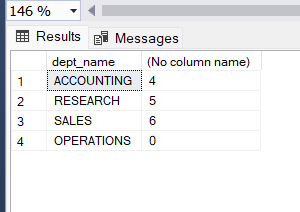 146 %
Results Messages
dept_name (No column name)
1 ACCOUNTING 4
2 RESEARCH 5
3 SALES 6
4 OPERATIONS 0